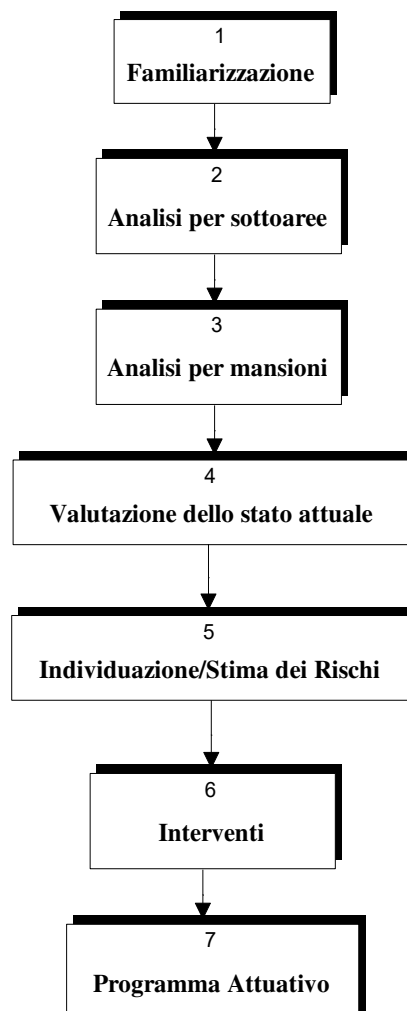 1
Familiarizzazione
2
Analisi per sottoaree
3
Analisi per mansioni
4
Valutazione dello stato attuale
5
Individuazione/Stima dei Rischi
6
Interventi
7
Programma Attuativo